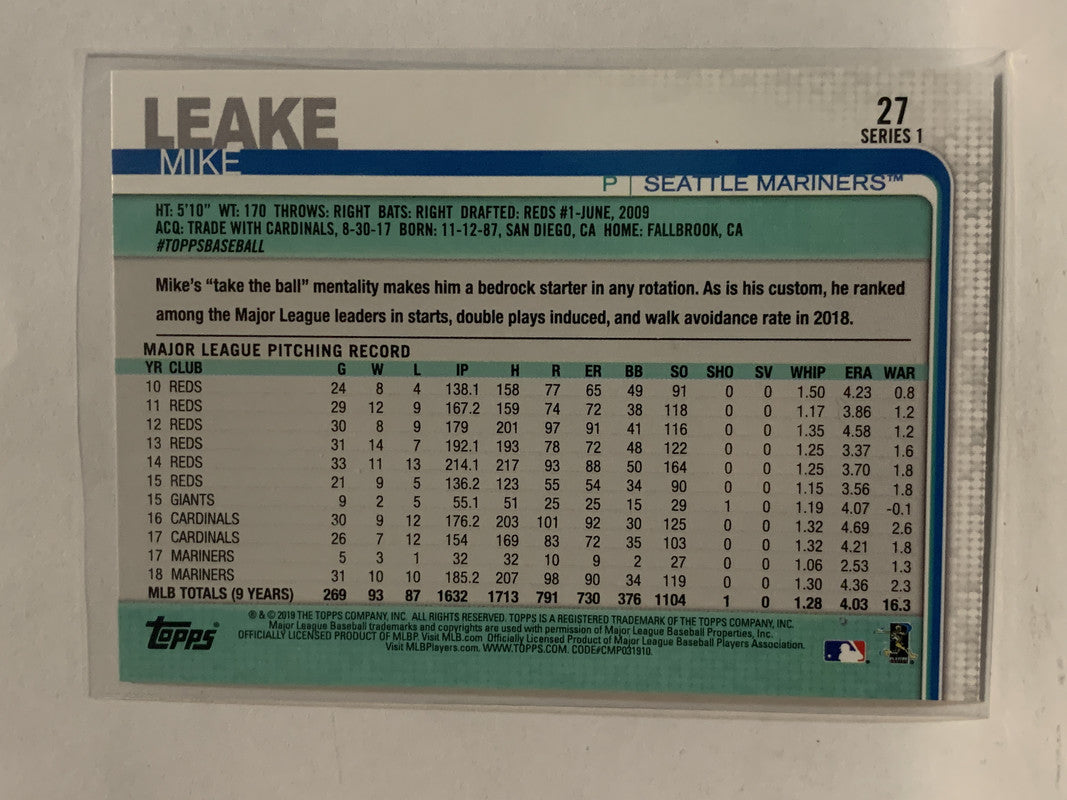 LEAKE
MIKE
27
SERIES 1
P | SEATTLE MARINERS™
HT: 5'10" WT: 170 THROWS: RIGHT BATS: RIGHT DRAFTED: REDS #1-JUNE, 2009
ACQ: TRADE WITH CARDINALS, 8-30-17 BORN: 11-12-87, SAN DIEGO, CA HOME: FALLBROOK, CA
#TOPPSBASEBALL
Mike's "take the ball" mentality makes him a bedrock starter in any rotation. As is his custom, he ranked
among the Major League leaders in starts, double plays induced, and walk avoidance rate in 2018.
MAJOR LEAGUE PITCHING RECORD
YR CLUB G W L IP H R ER BB SO SHO SV WHIP ERA WAR
10 REDS 24 8 4 138.1 158 77 65 49 91 0 0 1.50 4.23 0.8
11 REDS 29 12 9 167.2 159 74 72 38 118 0 0 1.17 3.86 1.2
12 REDS 30 8 9 179 201 97 91 41 116 0 0 1.35 4.58 1.2
13 REDS 31 14 7 192.1 193 78 72 48 122 0 0 1.25 3.37 1.6
14 REDS 33 11 13 214.1 217 93 88 50 164 0 0 1.25 3.70 1.8
15 REDS 21 9 5 136.2 123 55 54 34 90 0 0 1.15 3.56 1.8
15 GIANTS 9 2 5 55.1 51 25 25 15 29 1 0 1.19 4.07 -0.1
16 CARDINALS 30 9 12 176.2 203 101 92 30 125 0 0 1.32 4.69 2.6
17 CARDINALS 26 7 12 154 169 83 72 35 103 0 0 1.32 4.21 1.8
17 MARINERS 5 3 1 32 32 10 9 2 27 0 0 1.06 2.53 1.3
18 MARINERS 31 10 10 185.2 207 98 90 34 119 0 0 1.30 4.36 2.3
MLB TOTALS (9 YEARS) 269 93 87 1632 1713 791 730 376 1104 1 0 1.28 4.03 16.3
Topps®
® & © 2019 THE TOPPS COMPANY, INC. ALL RIGHTS RESERVED. TOPPS IS A REGISTERED TRADEMARK OF THE TOPPS COMPANY, INC.
Major League Baseball trademarks and copyrights are used with permission of Major League Baseball Properties, Inc.
OFFICIALLY LICENSED PRODUCT OF MLBP. Visit MLB.com Officially Licensed Product of Major League Baseball Players Association.
Visit MLBPlayers.com. WWW.TOPPS.COM. CODE#CMP031910.